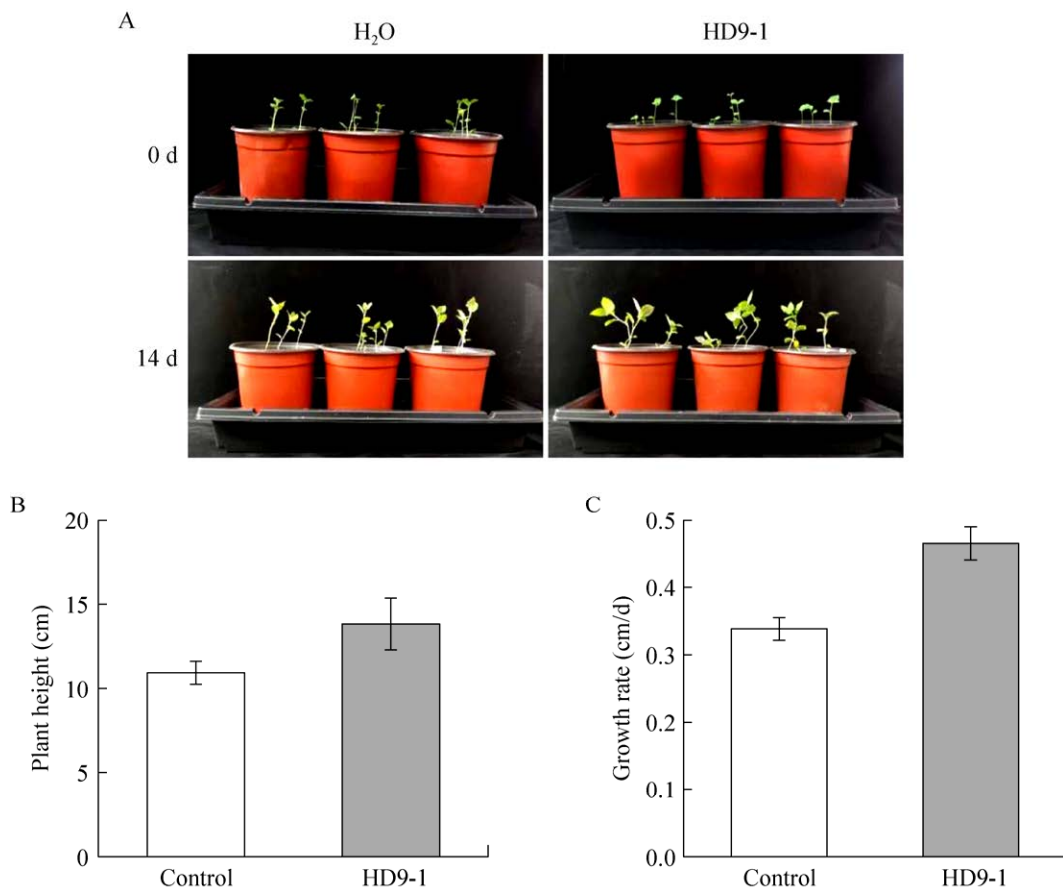 A
H₂O
HD9-1
0 d
14 d
B
Plant height (cm)
20
15
10
5
0
Control
HD9-1
C
Growth rate (cm/d)
0.5
0.4
0.3
0.2
0.1
0.0
Control
HD9-1